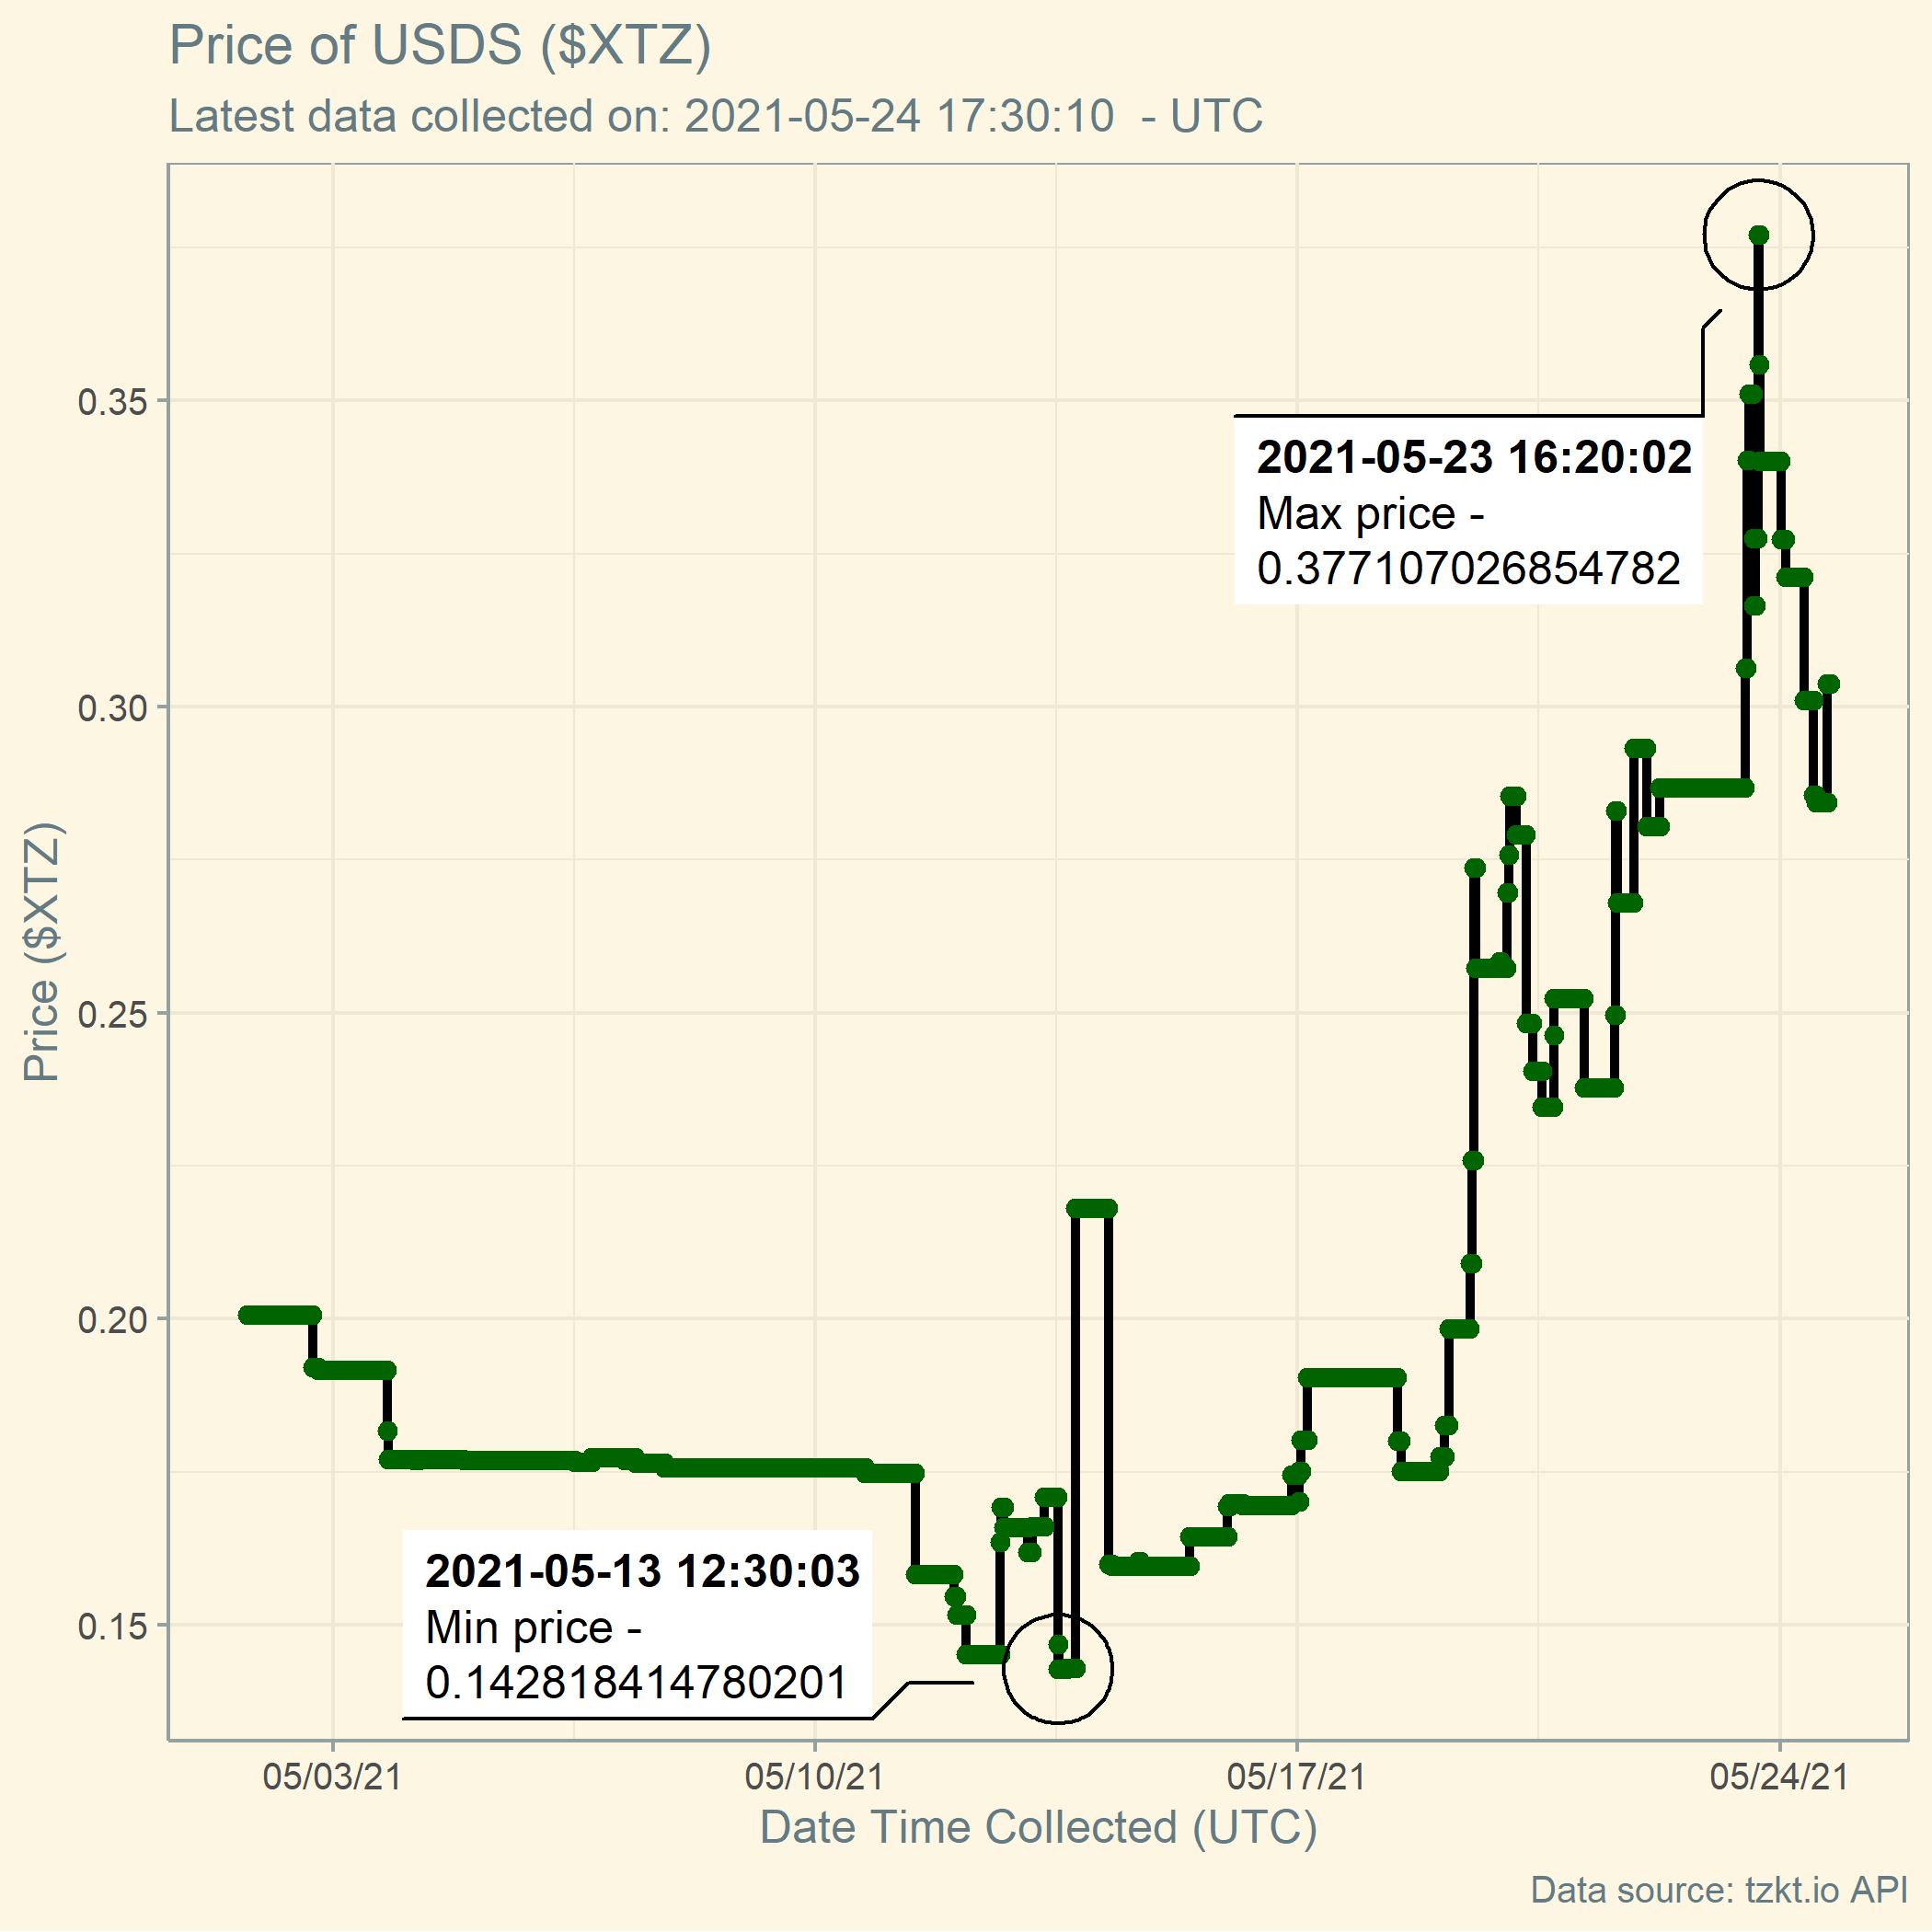 Price of USDS ($XTZ)
Latest data collected on: 2021-05-24 17:30:10  - UTC
Price ($XTZ)
0.35
0.30
0.25
0.20
0.15
2021-05-23 16:20:02
Max price -
0.377107026854782
2021-05-13 12:30:03
Min price -
0.142818414780201
05/03/21
05/10/21
05/17/21
05/24/21
Date Time Collected (UTC)
Data source: tzkt.io API